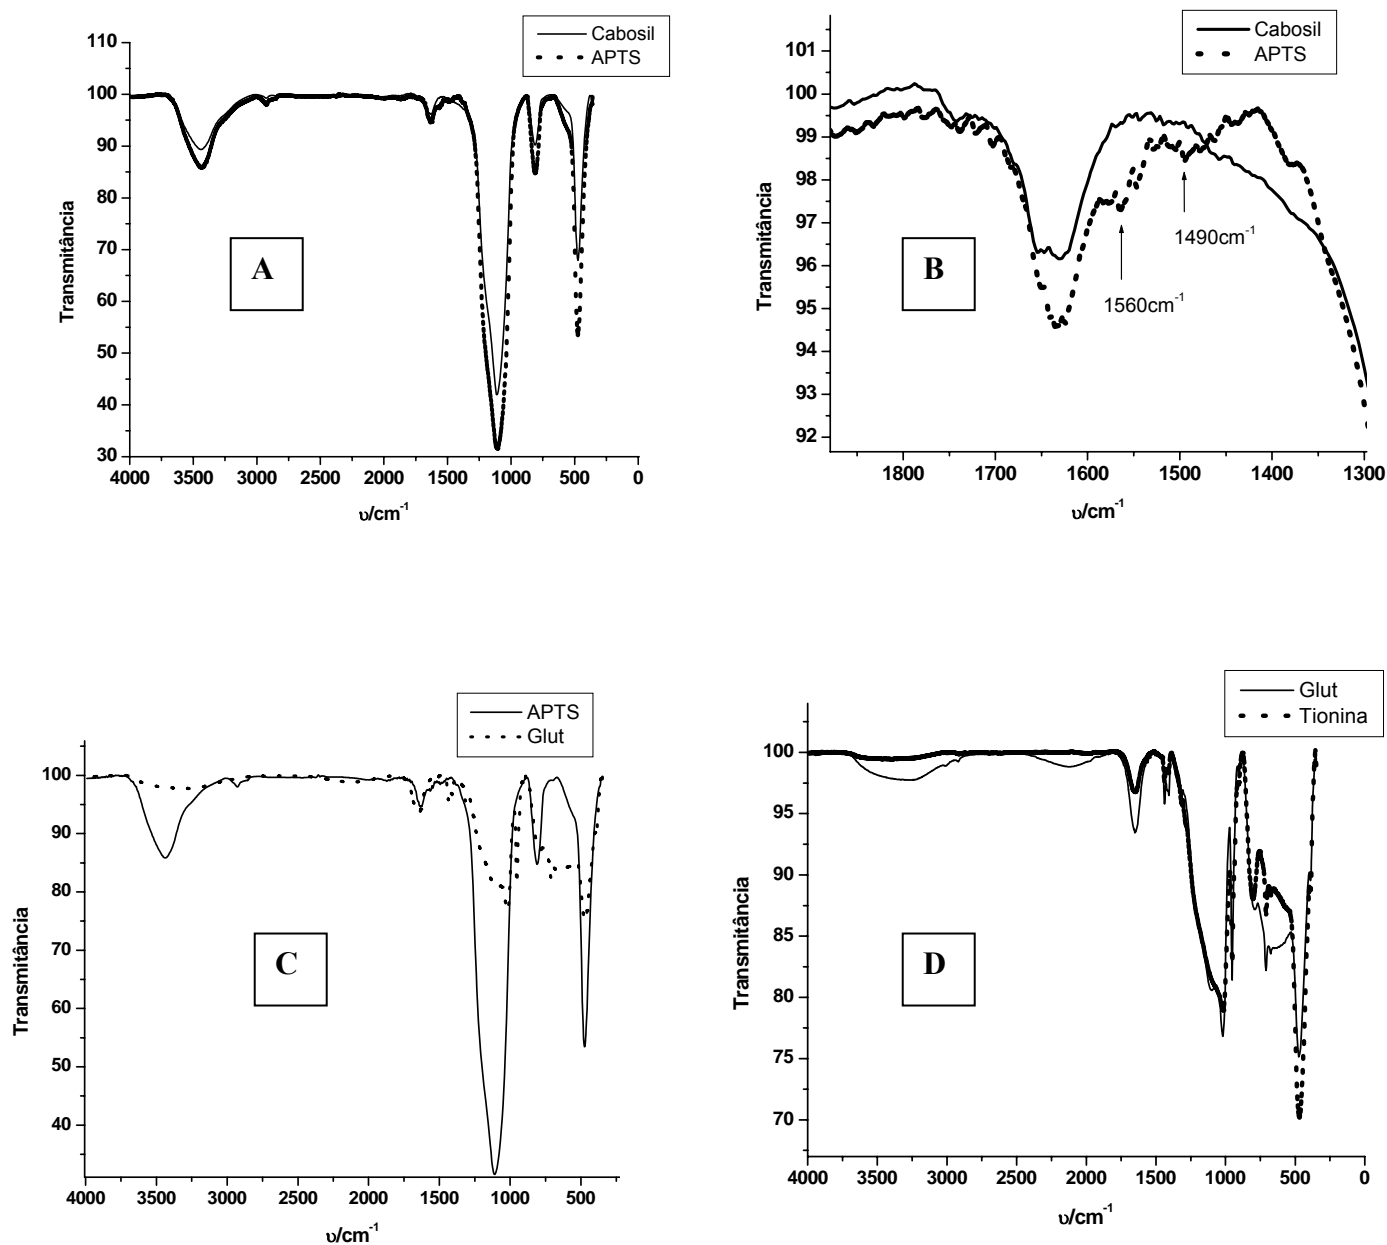 Cabosil
APTS
110
100
90
80
70
60
50
40
30
Transmitância
A
4000 3500 3000 2500 2000 1500 1000 500 0
υ/cm-1
Cabosil
APTS
101
100
99
98
97
96
95
94
93
92
Transmitância
B
1490cm-1
1560cm-1
1800 1700 1600 1500 1400 1300
υ/cm-1
APTS
Glut
100
90
80
70
60
50
40
Transmitância
C
4000 3500 3000 2500 2000 1500 1000 500
υ/cm-1
Glut
Tionina
100
95
90
85
80
75
70
Transmitância
D
4000 3500 3000 2500 2000 1500 1000 500 0
υ/cm-1